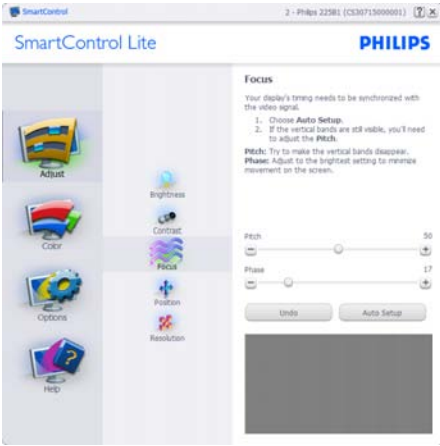 SmartControl
2 - Philips 225B1 (CS30715000001)
SmartControl Lite
PHILIPS
Adjust
Color
Options
Help
Brightness
Contrast
Focus
Position
Resolution
Focus
Your display's timing needs to be synchronized with
the video signal.
1. Choose Auto Setup.
2. If the vertical bands are still visible, you'll need
to adjust the Pitch.
Pitch: Try to make the vertical bands disappear.
Phase: Adjust to the brightest setting to minimize
movement on the screen.
Pitch 50
Phase 17
Undo
Auto Setup